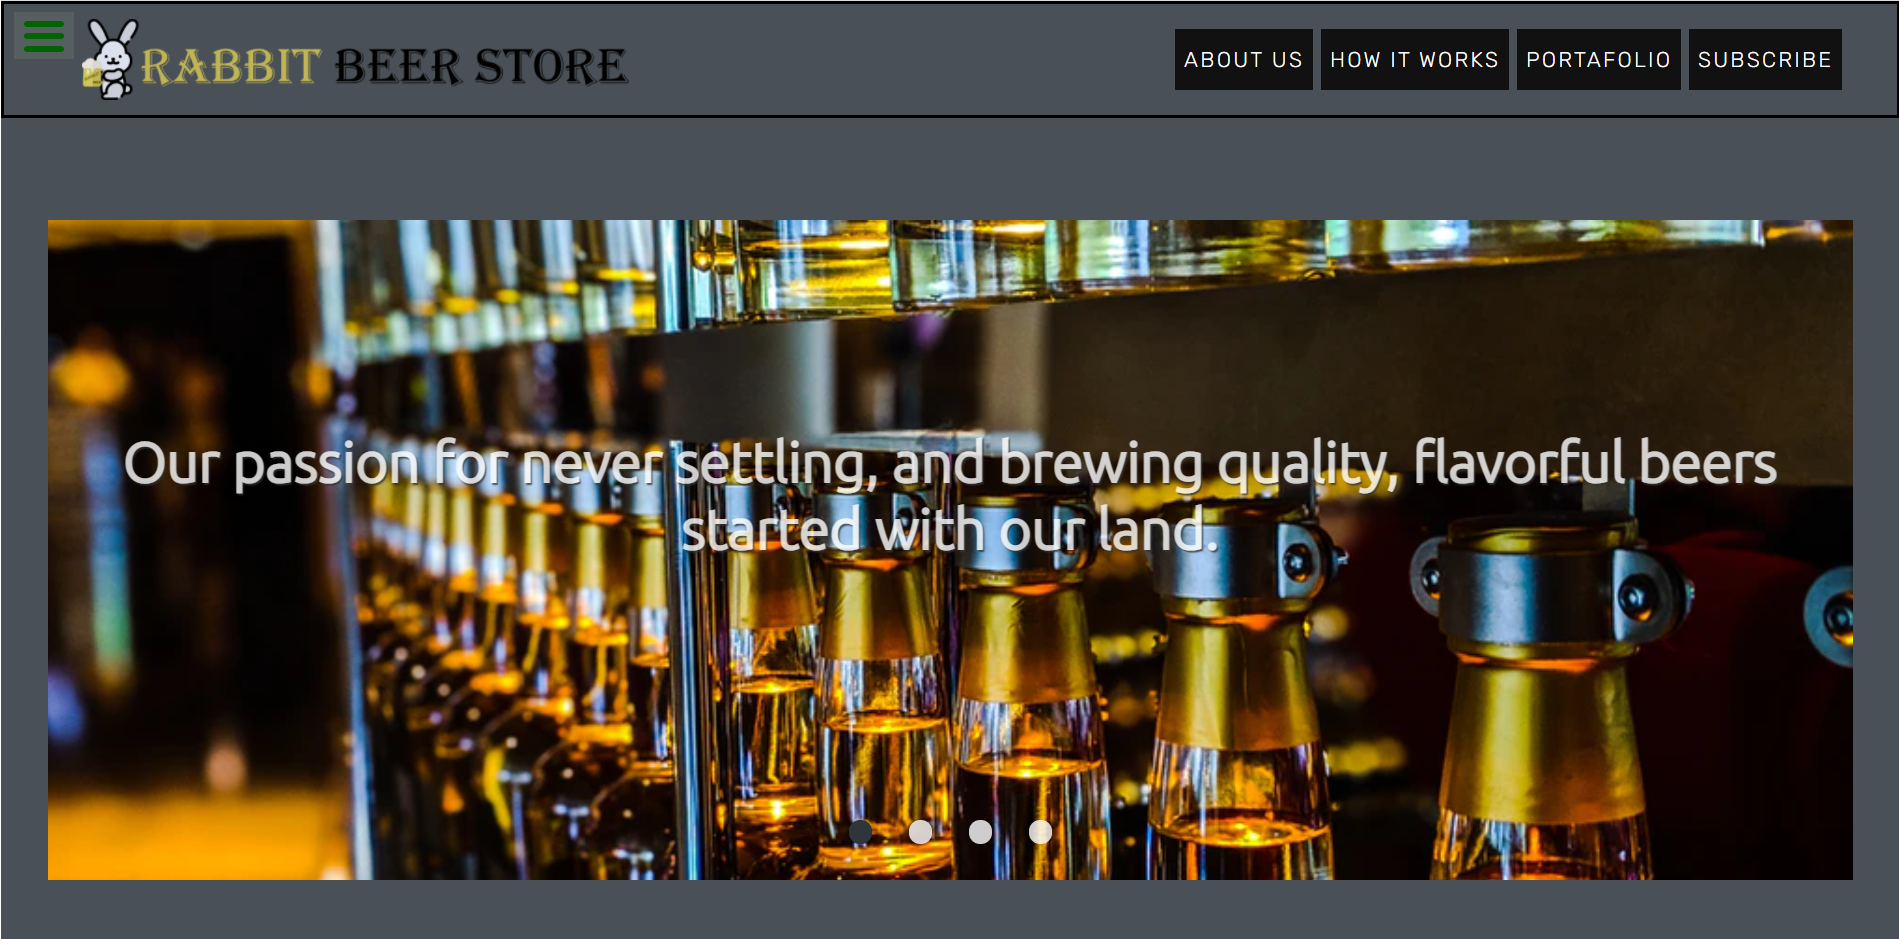 RABBIT BEER STORE
ABOUT US
HOW IT WORKS
PORTAFOLIO
SUBSCRIBE
Our passion for never settling, and brewing quality, flavorful beers
started with our land.